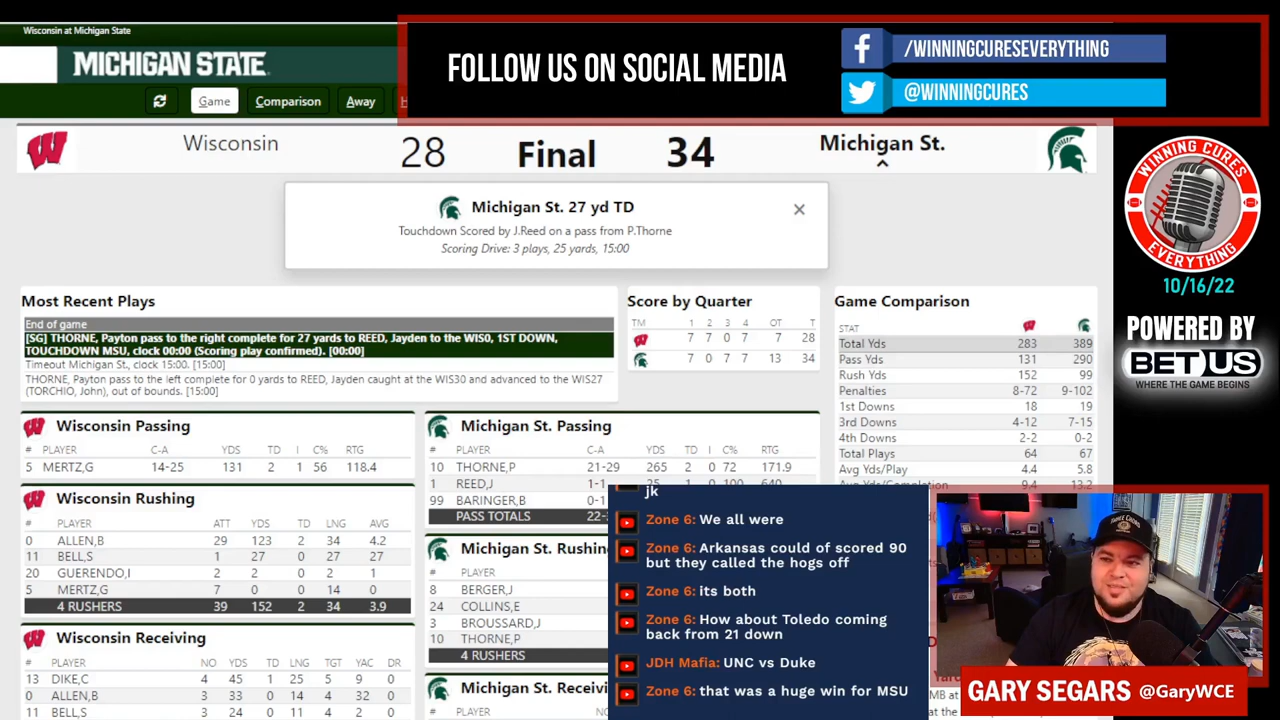 Wisconsin at Michigan State
MICHIGAN STATE
Game Comparison Away
FOLLOW US ON SOCIAL MEDIA
/WINNINGCURESEVERYTHING
@WINNINGCURES
Wisconsin 28 Final 34 Michigan St.
Michigan St. 27 yd TD ×
Touchdown Scored by J.Reed on a pass from P.Thorne
Scoring Drive: 3 plays, 25 yards, 15:00
WINNING CURES
EVERYTHING
10/16/22
POWERED BY
BETUS
WHERE THE GAME BEGINS
Most Recent Plays
End of game
[SG] THORNE, Payton pass to the right complete for 27 yards to REED, Jayden to the WIS0, 1ST DOWN,
TOUCHDOWN MSU, clock 00:00 (Scoring play confirmed). [00:00]
Timeout Michigan St., clock 15:00. [15:00]
THORNE, Payton pass to the left complete for 0 yards to REED, Jayden caught at the WIS30 and advanced to the WIS27
(TORCHIO, John), out of bounds. [15:00]
Score by Quarter
TM 1 2 3 4 OT T
7 7 0 7 7 28
7 0 7 7 13 34
Game Comparison
STAT
Total Yds 283 389
Pass Yds 131 290
Rush Yds 152 99
Penalties 8-72 9-102
1st Downs 18 19
3rd Downs 4-12 7-15
4th Downs 2-2 0-2
Total Plays 64 67
Avg Yds/Play 4.4 5.8
Avg Yds/Completion 9.4 13.2
Wisconsin Passing
# PLAYER C-A YDS TD I C% RTG
5 MERTZ,G 14-25 131 2 1 56 118.4
Wisconsin Rushing
# PLAYER ATT YDS TD LNG AVG
0 ALLEN,B 29 123 2 34 4.2
11 BELL,S 1 27 0 27 27
20 GUERENDO,I 2 2 0 2 1
5 MERTZ,G 7 0 0 14 0
4 RUSHERS 39 152 2 34 3.9
Wisconsin Receiving
# PLAYER NO YDS TD LNG TGT YAC DR
13 DIKE,C 4 45 1 25 5 9 0
0 ALLEN,B 3 33 0 14 4 32 0
11 BELL,S 3 24 0 11 4 2 0
Michigan St. Passing
# PLAYER C-A YDS TD I C% RTG
10 THORNE,P 21-29 265 2 0 72 171.9
1 REED,J 1-1 25 1 0 100 640
99 BARINGER,B 0-1
PASS TOTALS 22-
Michigan St. Rushing
# PLAYER
8 BERGER,J
24 COLLINS,E
3 BROUSSARD,J
10 THORNE,P
4 RUSHERS
Michigan St. Receivi
# PLAYER
jk
Zone 6: We all were
Zone 6: Arkansas could of scored 90
but they called the hogs off
Zone 6: its both
Zone 6: How about Toledo coming
back from 21 down
JDH Mafia: UNC vs Duke
Zone 6: that was a huge win for MSU
GARY SEGARS @GaryWCE